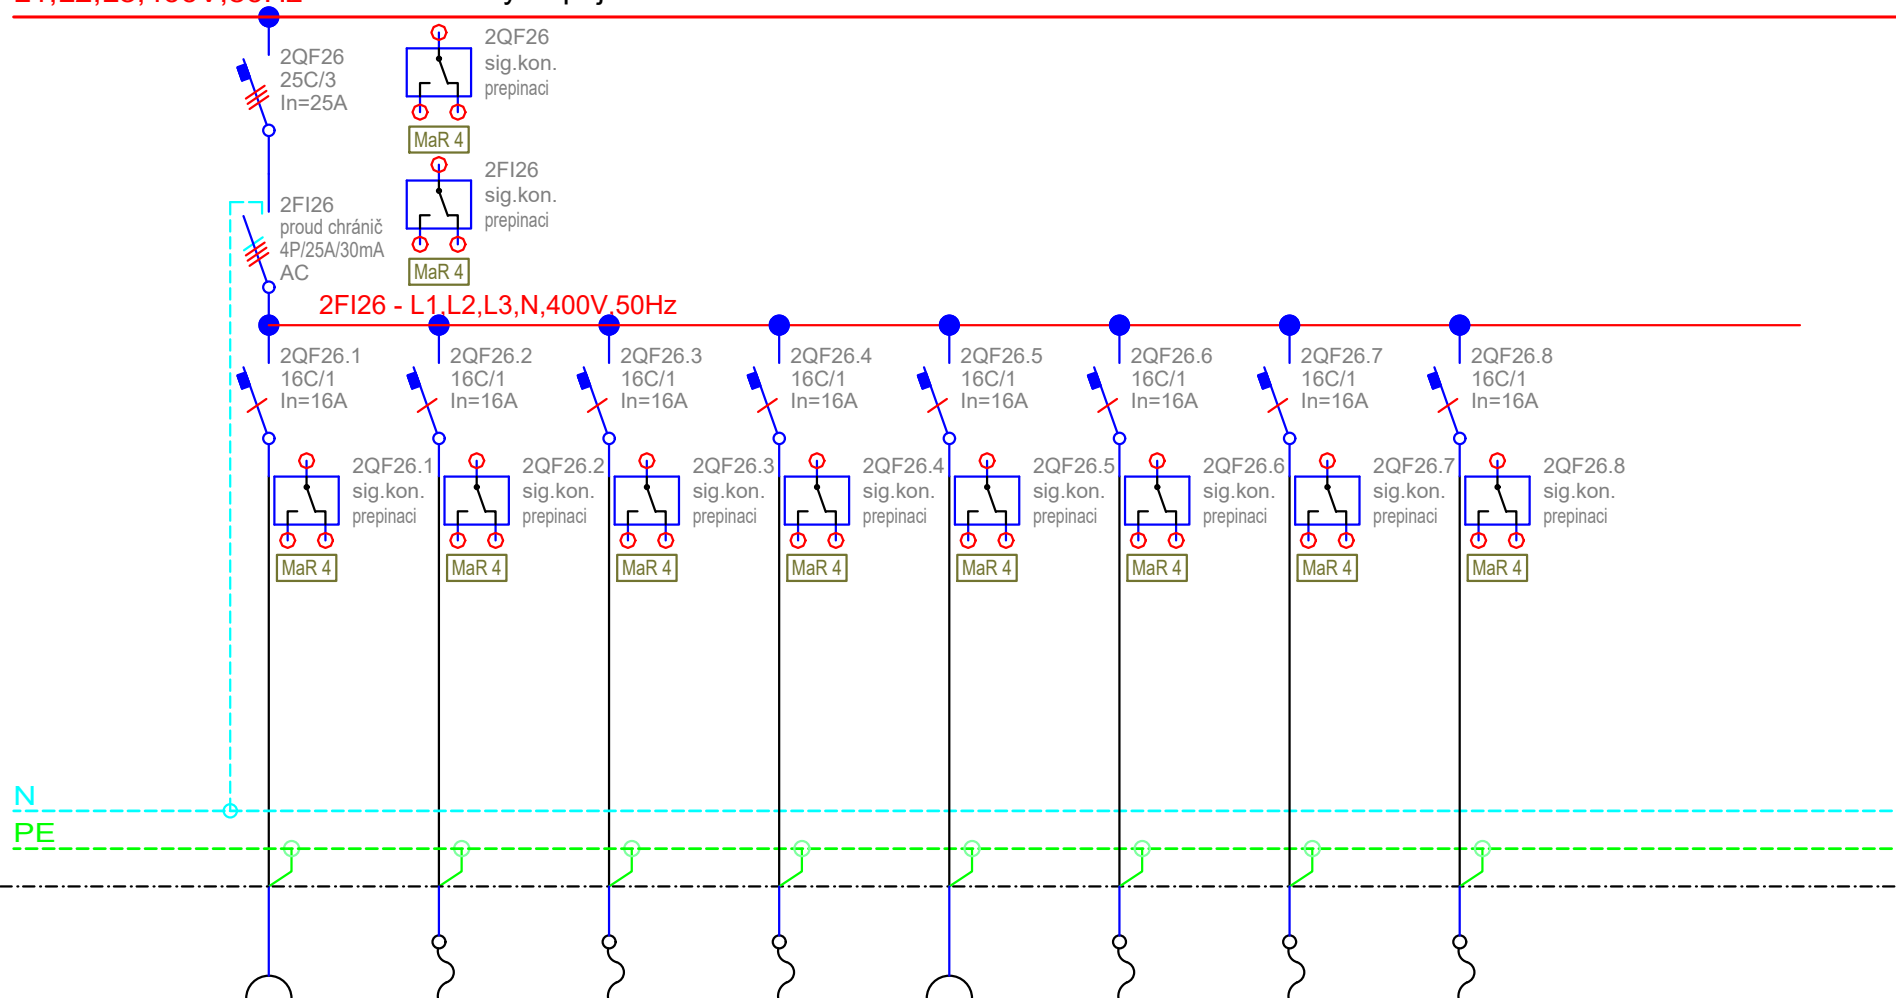 2QF26
25C/3
In=25A
2QF26
sig.kon.
prepinaci
MaR 4
2FI26
proud chránič
4P/25A/30mA
AC
2FI26
sig.kon.
prepinaci
MaR 4
2FI26 - L1,L2,L3,N,400V,50Hz
2QF26.1
16C/1
In=16A
2QF26.2
16C/1
In=16A
2QF26.3
16C/1
In=16A
2QF26.4
16C/1
In=16A
2QF26.5
16C/1
In=16A
2QF26.6
16C/1
In=16A
2QF26.7
16C/1
In=16A
2QF26.8
16C/1
In=16A
2QF26.1
sig.kon.
prepinaci
MaR 4
2QF26.2
sig.kon.
prepinaci
MaR 4
2QF26.3
sig.kon.
prepinaci
MaR 4
2QF26.4
sig.kon.
prepinaci
MaR 4
2QF26.5
sig.kon.
prepinaci
MaR 4
2QF26.6
sig.kon.
prepinaci
MaR 4
2QF26.7
sig.kon.
prepinaci
MaR 4
2QF26.8
sig.kon.
prepinaci
MaR 4
N
PE